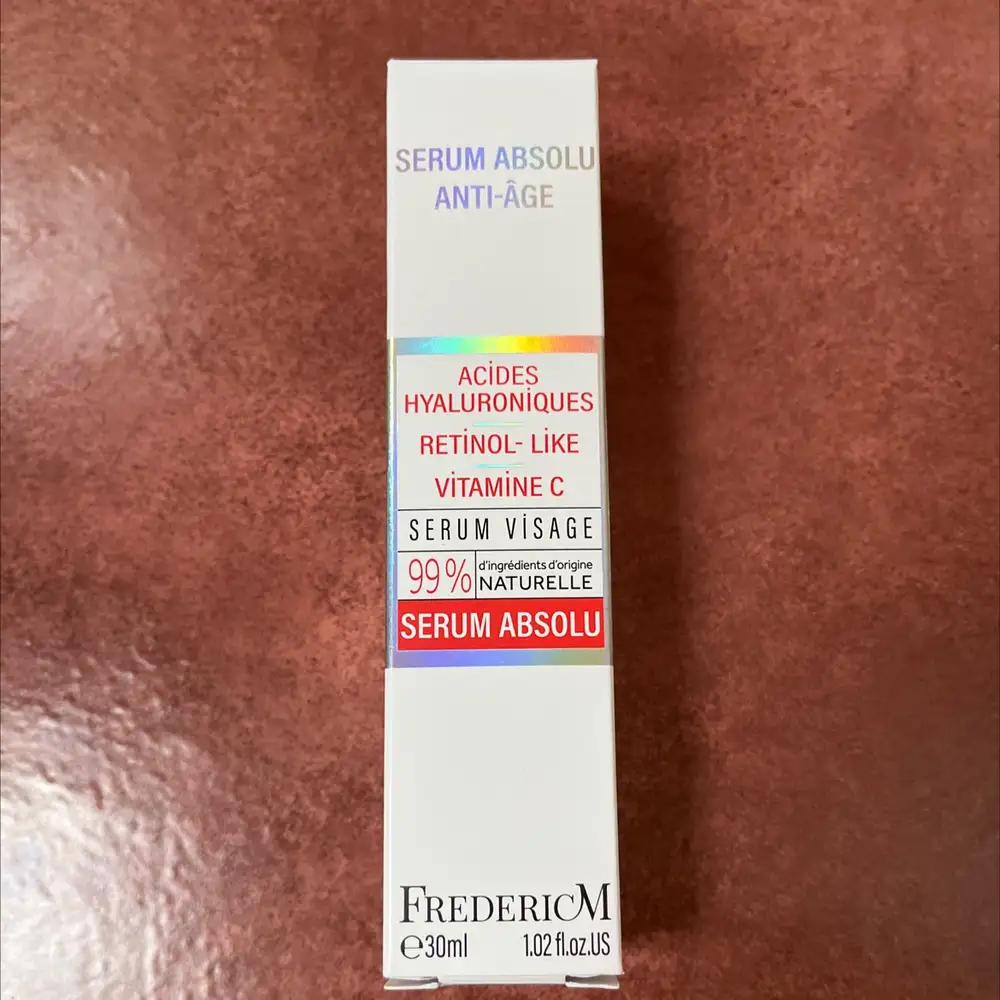 SERUM ABSOLU
ANTI-ÂGE
ACİDES
HYALURONİQUES
RETİNOL- LİKE
VİTAMİNE C
SERUM VİSAGE
99%
d'ingrédients d'origine
NATURELLE
SERUM ABSOLU
FREDERICM
℮30ml 1.02 fl.oz.US